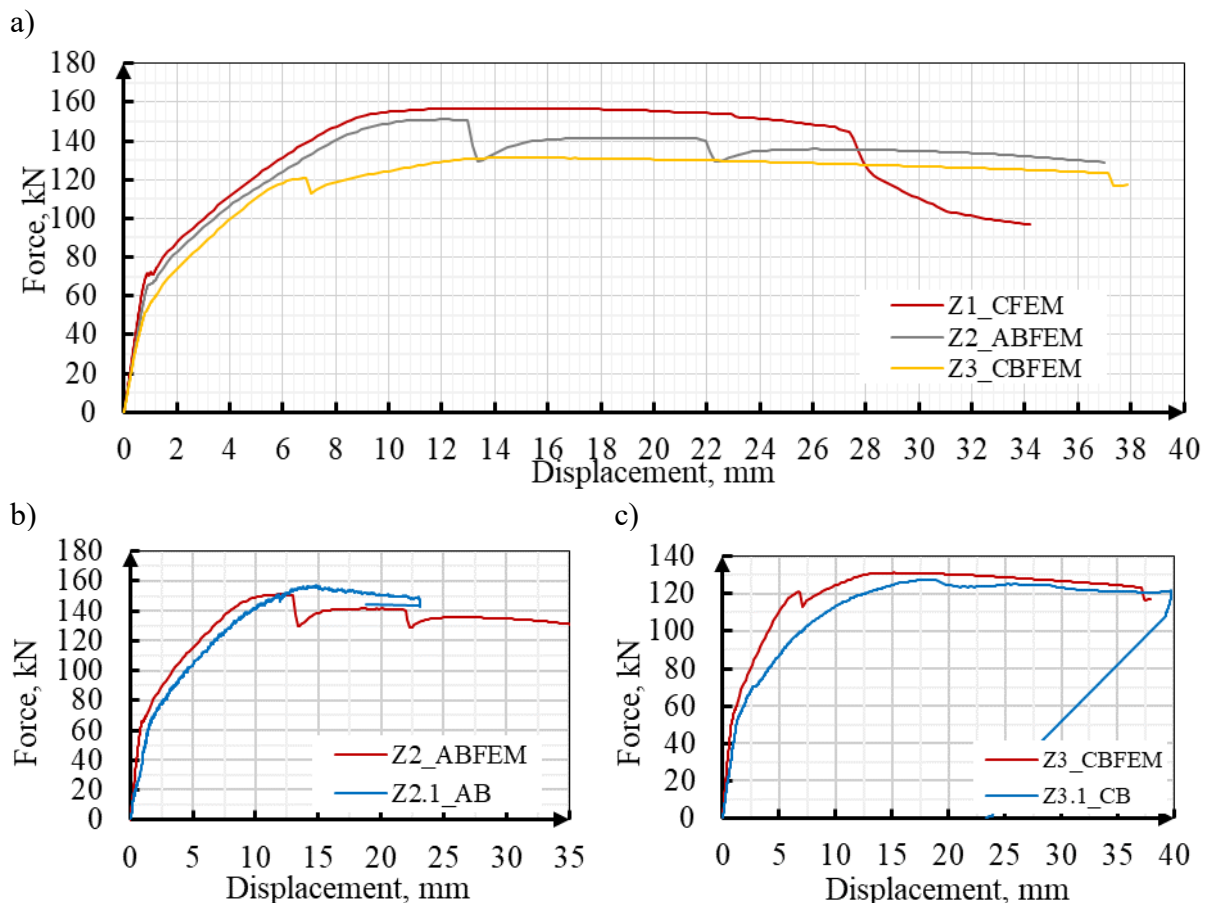 a)
180
160
140
120
100
80
60
40
20
0
Force, kN
Z1_CFEM
Z2_ABFEM
Z3_CBFEM
0 2 4 6 8 10 12 14 16 18 20 22 24 26 28 30 32 34 36 38 40
Displacement, mm
b)
180
160
140
120
100
80
60
40
20
0
Force, kN
Z2_ABFEM
Z2.1_AB
0 5 10 15 20 25 30 35
Displacement, mm
c)
140
120
100
80
60
40
20
0
Force, kN
Z3_CBFEM
Z3.1_CB
0 5 10 15 20 25 30 35 40
Displacement, mm